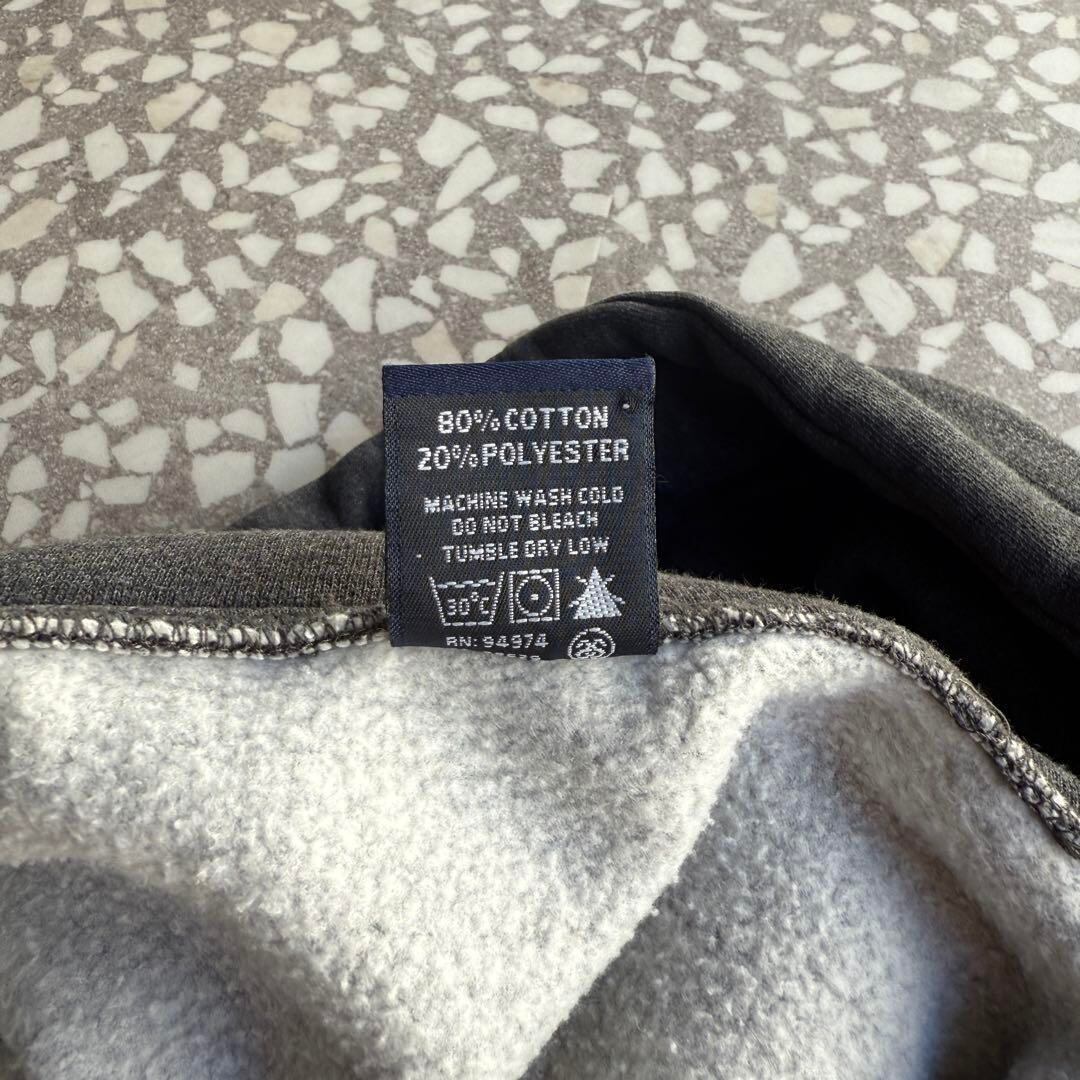 80% COTTON
20% POLYESTER
MACHINE WASH COLD
DO NOT BLEACH
TUMBLE DRY LOW
30°C
RN: 94974